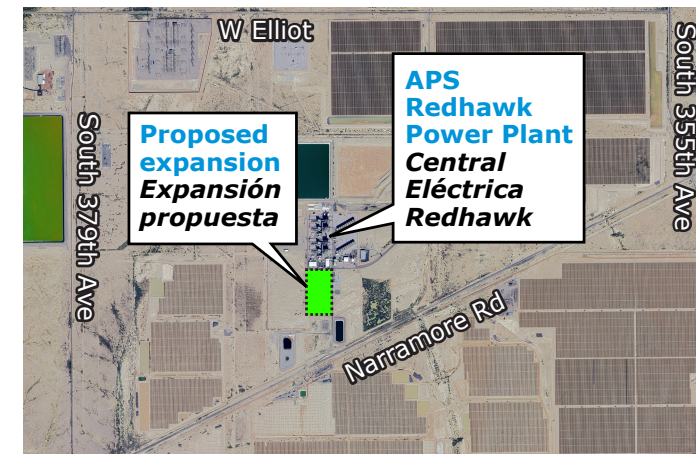 W Elliot
South 355th Ave
South 379th Ave
Proposed
expansion
Expansión
propuesta
APS
Redhawk
Power Plant
Central
Eléctrica
Redhawk
Narramore Rd